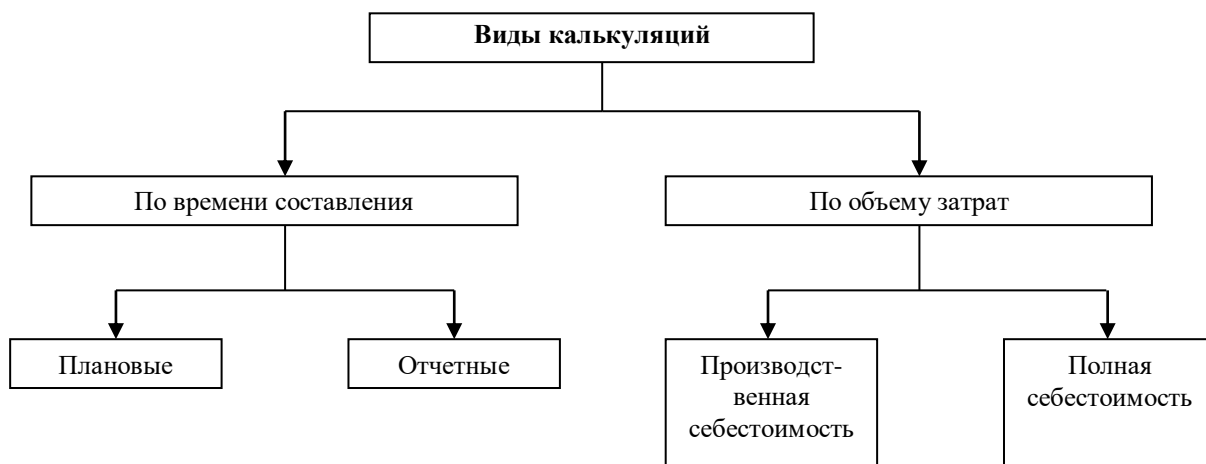 Виды калькуляций
По времени составления
По объему затрат
Плановые
Отчетные
Производст-
венная
себестоимость
Полная
себестоимость